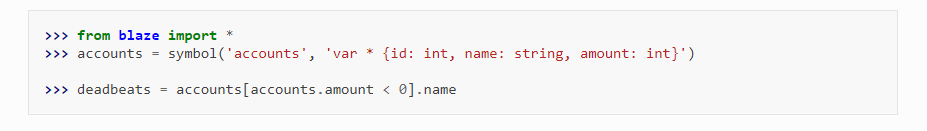 >>> from blaze import *
>>> accounts = symbol('accounts', 'var * {id: int, name: string, amount: int}')
>>> deadbeats = accounts[accounts.amount < 0].name